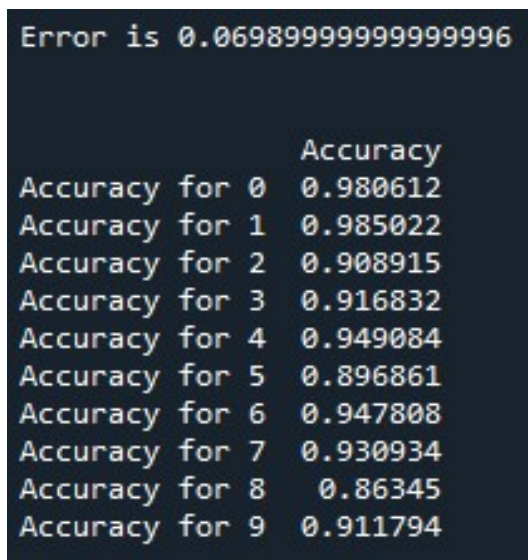 Error is 0.06989999999999996
Accuracy
Accuracy for 0 0.980612
Accuracy for 1 0.985022
Accuracy for 2 0.908915
Accuracy for 3 0.916832
Accuracy for 4 0.949084
Accuracy for 5 0.896861
Accuracy for 6 0.947808
Accuracy for 7 0.930934
Accuracy for 8 0.86345
Accuracy for 9 0.911794